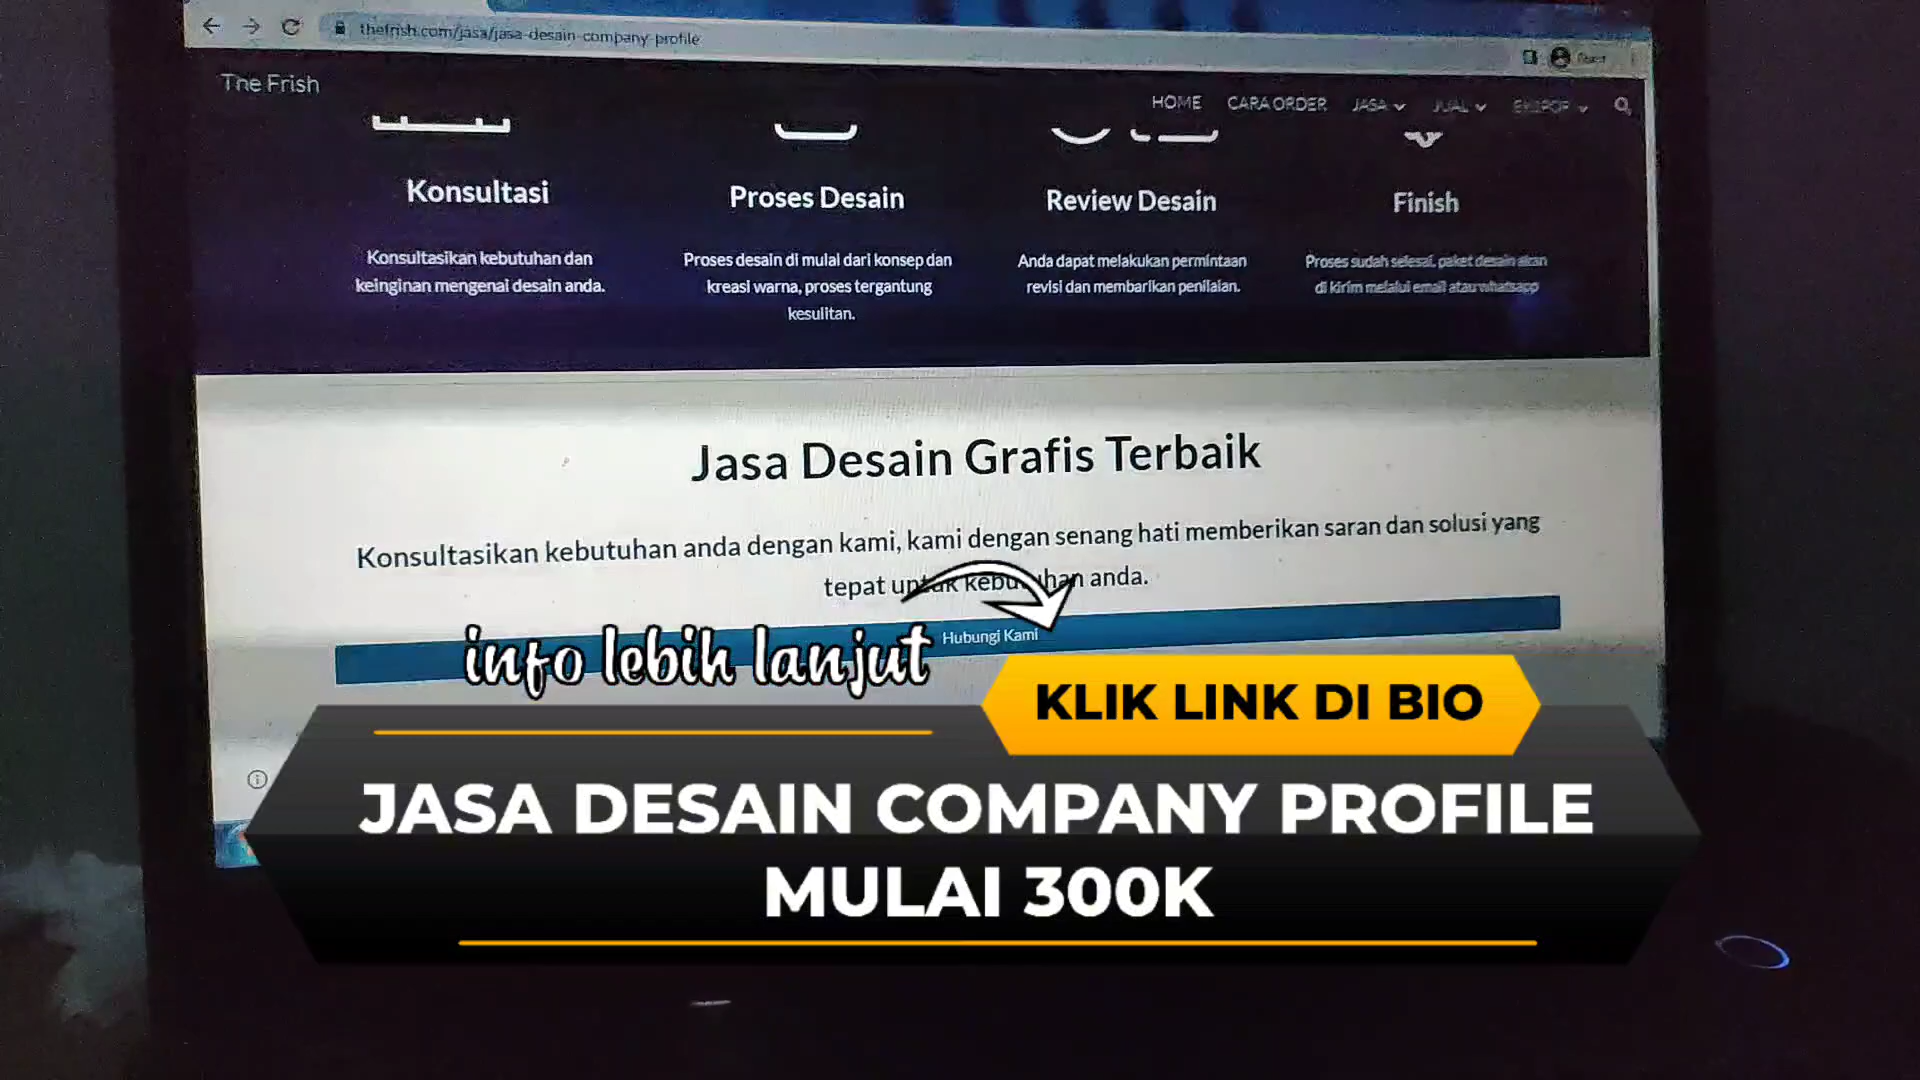 thefrish.com/jasa/jasa-desain-company-profile
Guest
The Frish
HOME CARA ORDER JASA JUAL
Konsultasi
Konsultasikan kebutuhan dan
keinginan mengenai desain anda.
Proses Desain
Proses desain di mulai dari konsep dan
kreasi warna, proses tergantung
kesulitan.
Review Desain
Anda dapat melakukan permintaan
revisi dan membarikan penilaian.
Finish
Proses sudah selesai, paket desain akan
di kirim melalui email atau whatsapp
Jasa Desain Grafis Terbaik
Konsultasikan kebutuhan anda dengan kami, kami dengan senang hati memberikan saran dan solusi yang
tepat untuk kebutuhan anda.
Hubungi Kami
info lebih lanjut
KLIK LINK DI BIO
JASA DESAIN COMPANY PROFILE
MULAI 300K